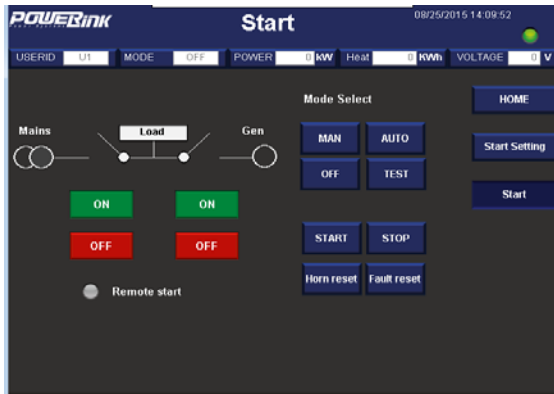 POWERlink Start 08/25/2015 14:09:52
USERID U1 MODE OFF POWER 0 kW Heat 0 KWh VOLTAGE 0 V
Mode Select HOME
Mains Load Gen MAN AUTO
Start Setting
OFF TEST
ON ON Start
OFF OFF START STOP
Remote start Horn reset Fault reset